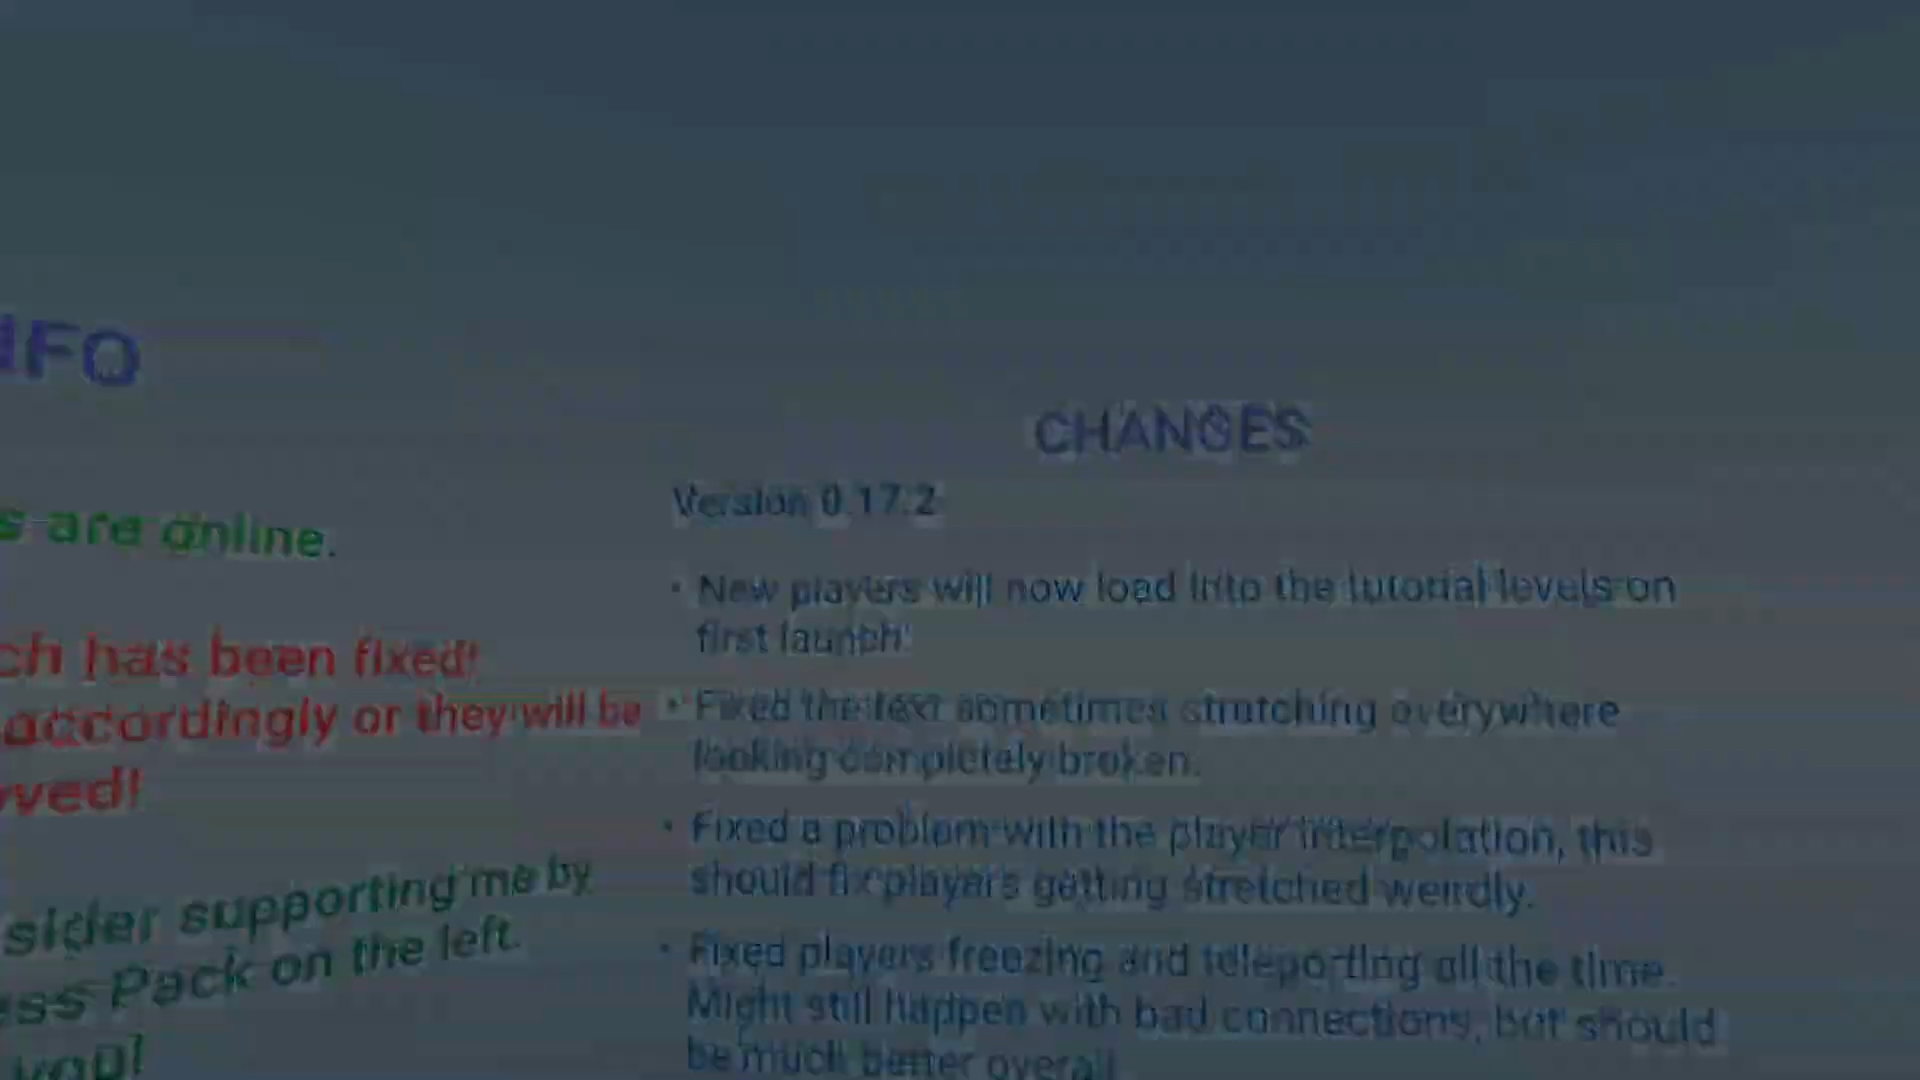 NFO
s are online.
ch has been fixed!
accordingly or they will be
oved!
sider supporting me by
ess Pack on the left.
you!
CHANGES
Version 0.17.2
• New players will now load into the tutorial levels on
first launch.
• Fixed the text sometimes stretching everywhere
looking completely broken.
• Fixed a problem with the player interpolation, this
should fix players getting stretched weirdly.
• Fixed players freezing and teleporting all the time.
Might still happen with bad connections, but should
be much better overall